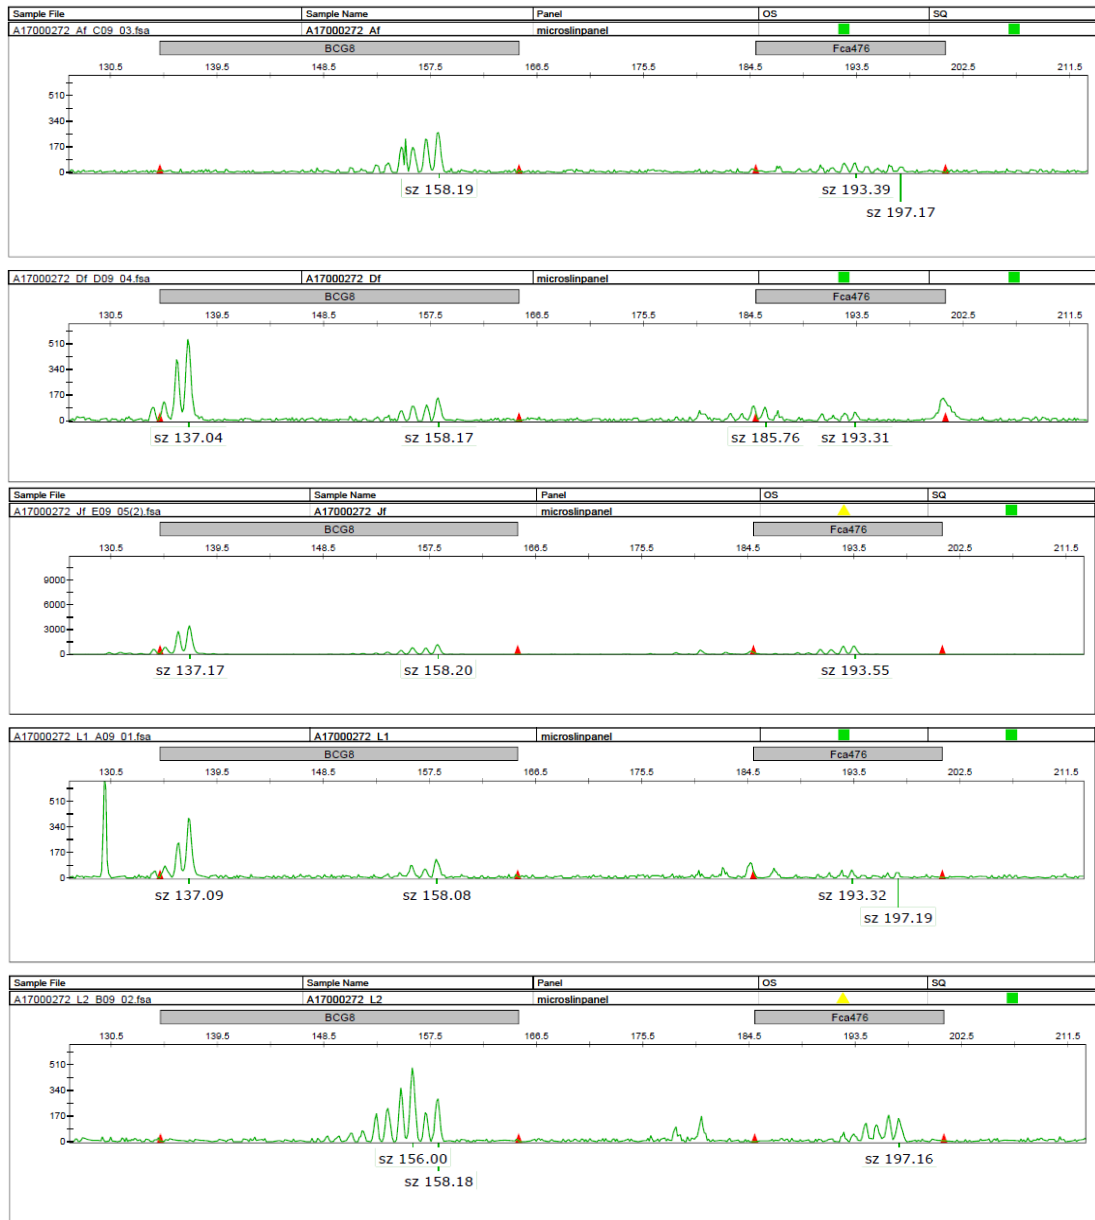 Sample File Sample Name Panel OS SQ
A17000272_Af_C09_03.fsa A17000272_Af microslinpanel
BCG8 Fca476
130.5 139.5 148.5 157.5 166.5 175.5 184.5 193.5 202.5 211.5
510
340
170
0
sz 158.19 sz 193.39
sz 197.17
A17000272_Df_D09_04.fsa A17000272_Df microslinpanel
BCG8 Fca476
130.5 139.5 148.5 157.5 166.5 175.5 184.5 193.5 202.5 211.5
510
340
170
0
sz 137.04 sz 158.17 sz 185.76 sz 193.31
Sample File Sample Name Panel OS SQ
A17000272_Jf_E09_05(2).fsa A17000272_Jf microslinpanel
BCG8 Fca476
130.5 139.5 148.5 157.5 166.5 175.5 184.5 193.5 202.5 211.5
9000
6000
3000
0
sz 137.17 sz 158.20 sz 193.55
A17000272_L1_A09_01.fsa A17000272_L1 microslinpanel
BCG8 Fca476
130.5 139.5 148.5 157.5 166.5 175.5 184.5 193.5 202.5 211.5
510
340
170
0
sz 137.09 sz 158.08 sz 193.32
sz 197.19
Sample File Sample Name Panel OS SQ
A17000272_L2_B09_02.fsa A17000272_L2 microslinpanel
BCG8 Fca476
130.5 139.5 148.5 157.5 166.5 175.5 184.5 193.5 202.5 211.5
510
340
170
0
sz 156.00 sz 197.16
sz 158.18